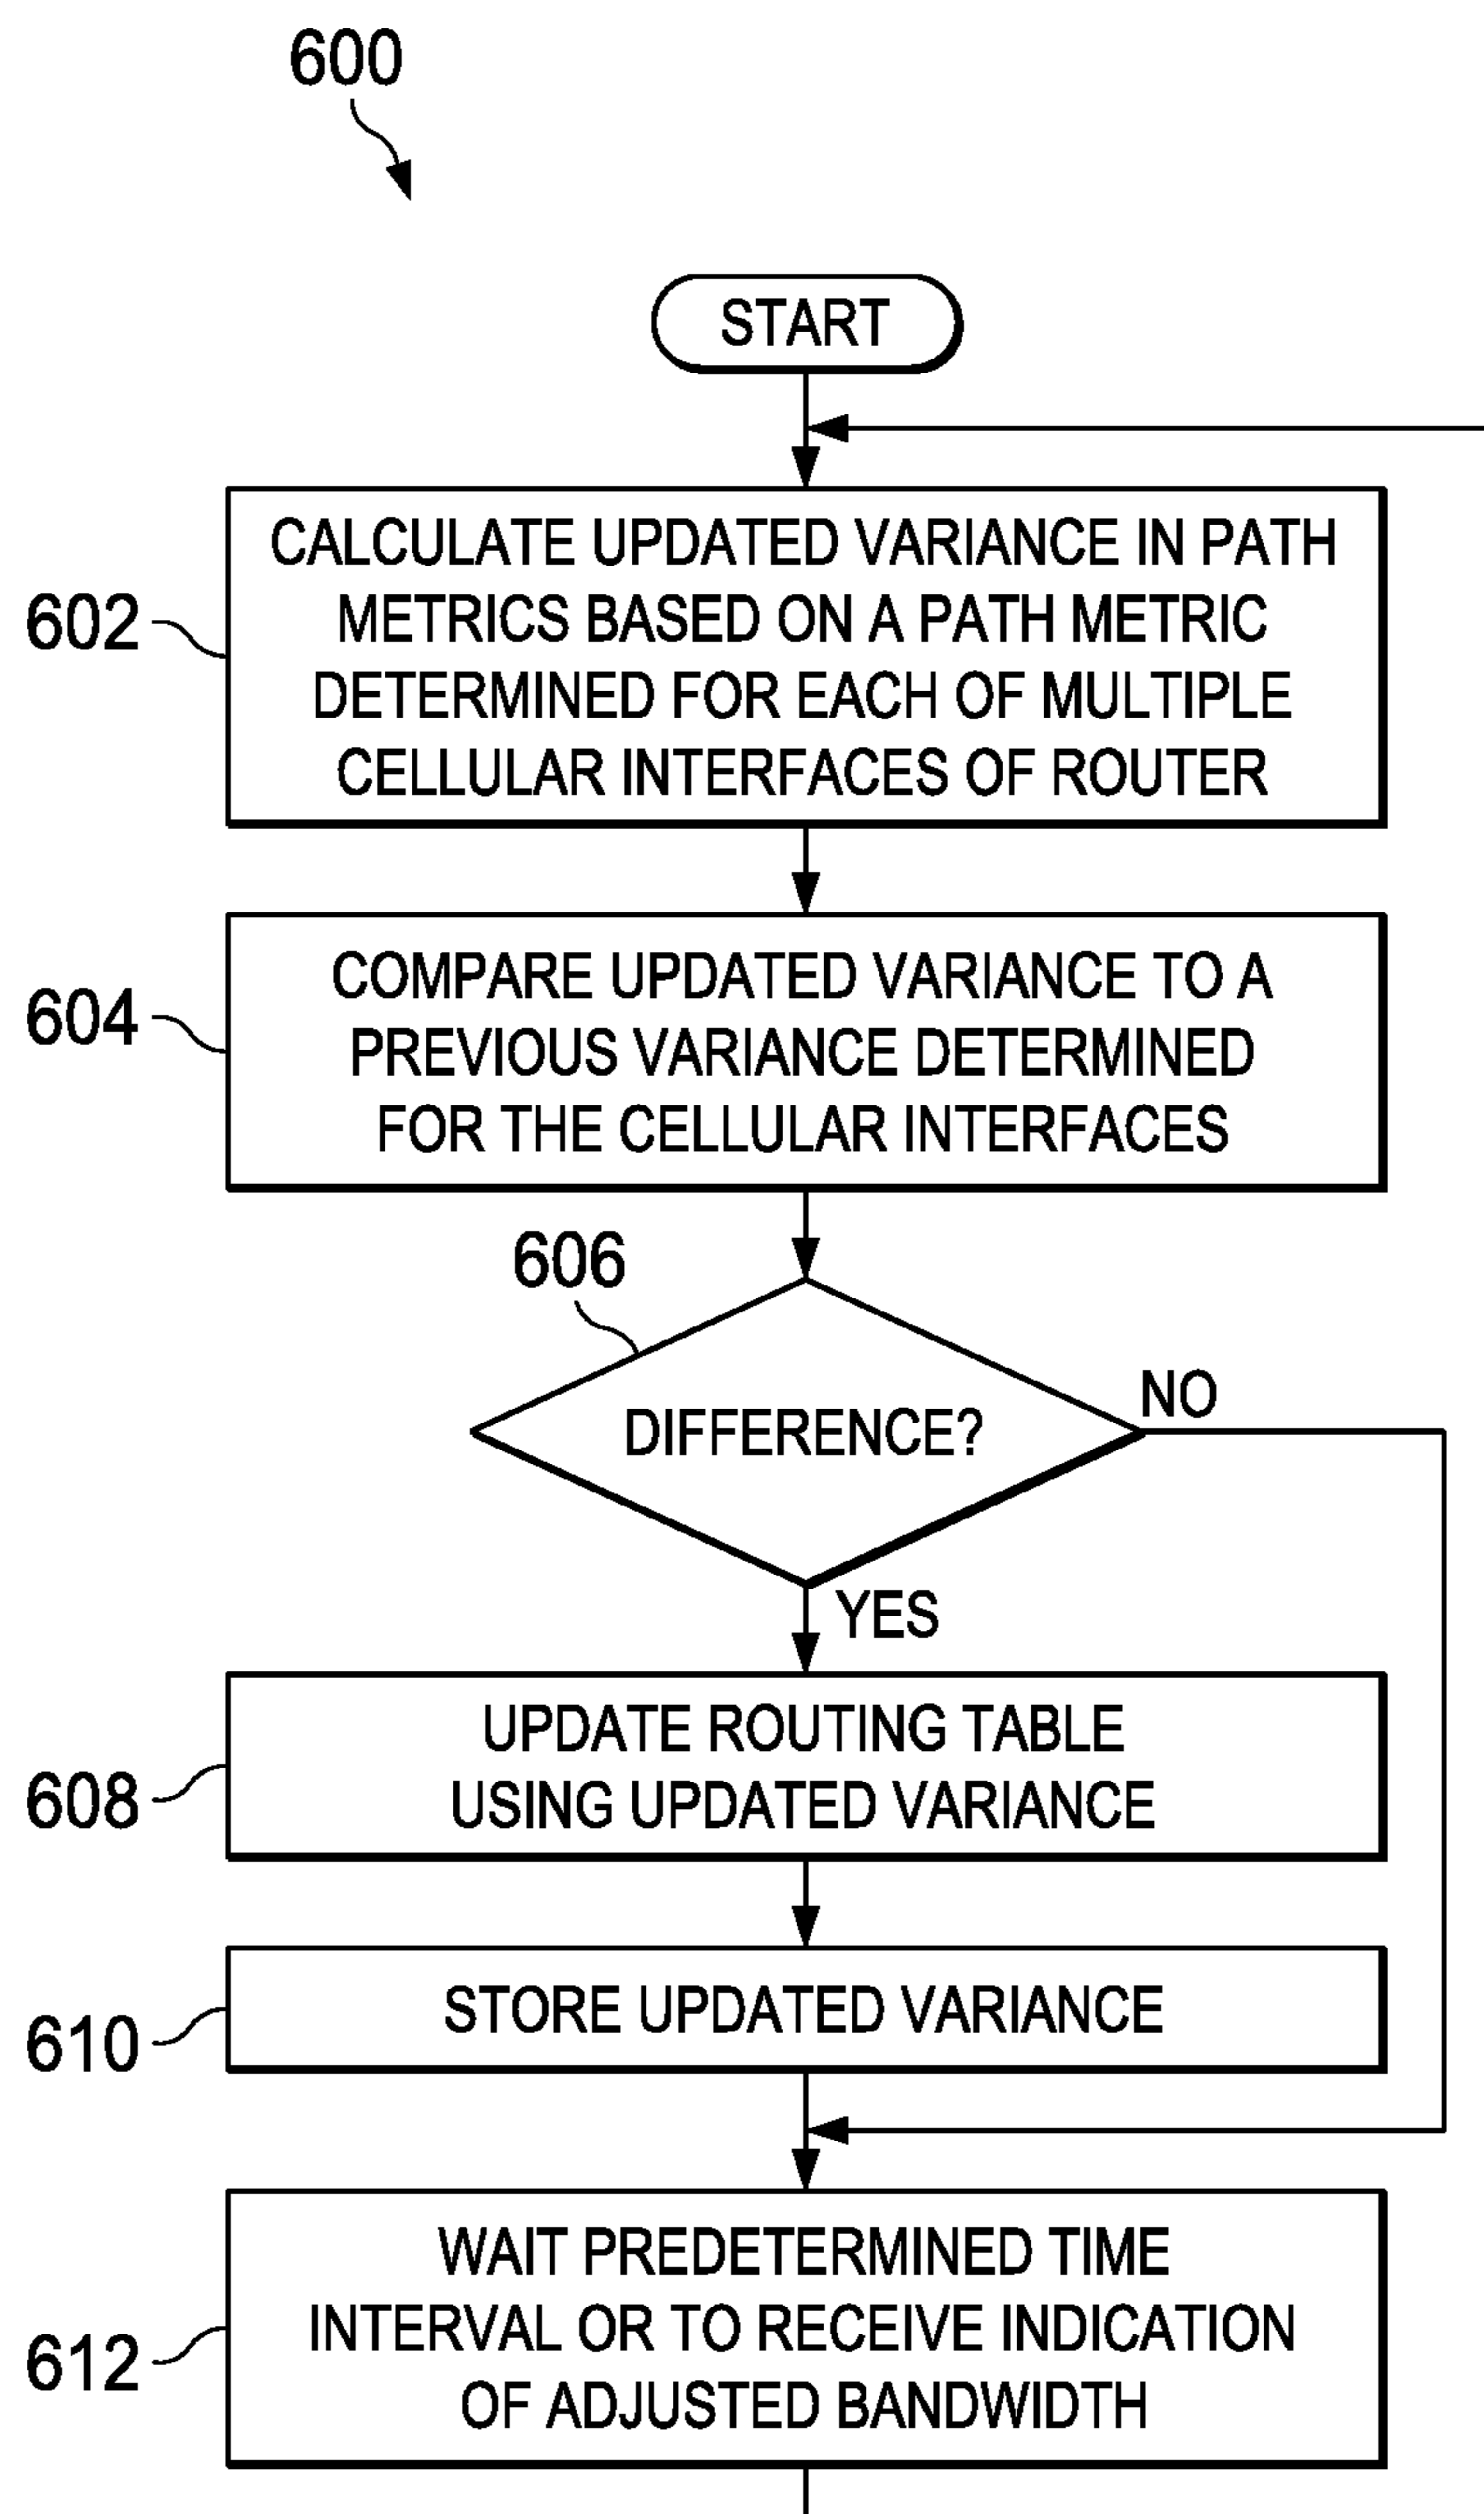 600
START
602
CALCULATE UPDATED VARIANCE IN PATH
METRICS BASED ON A PATH METRIC
DETERMINED FOR EACH OF MULTIPLE
CELLULAR INTERFACES OF ROUTER
604
COMPARE UPDATED VARIANCE TO A
PREVIOUS VARIANCE DETERMINED
FOR THE CELLULAR INTERFACES
606
DIFFERENCE?
NO
YES
608
UPDATE ROUTING TABLE
USING UPDATED VARIANCE
610
STORE UPDATED VARIANCE
612
WAIT PREDETERMINED TIME
INTERVAL OR TO RECEIVE INDICATION
OF ADJUSTED BANDWIDTH